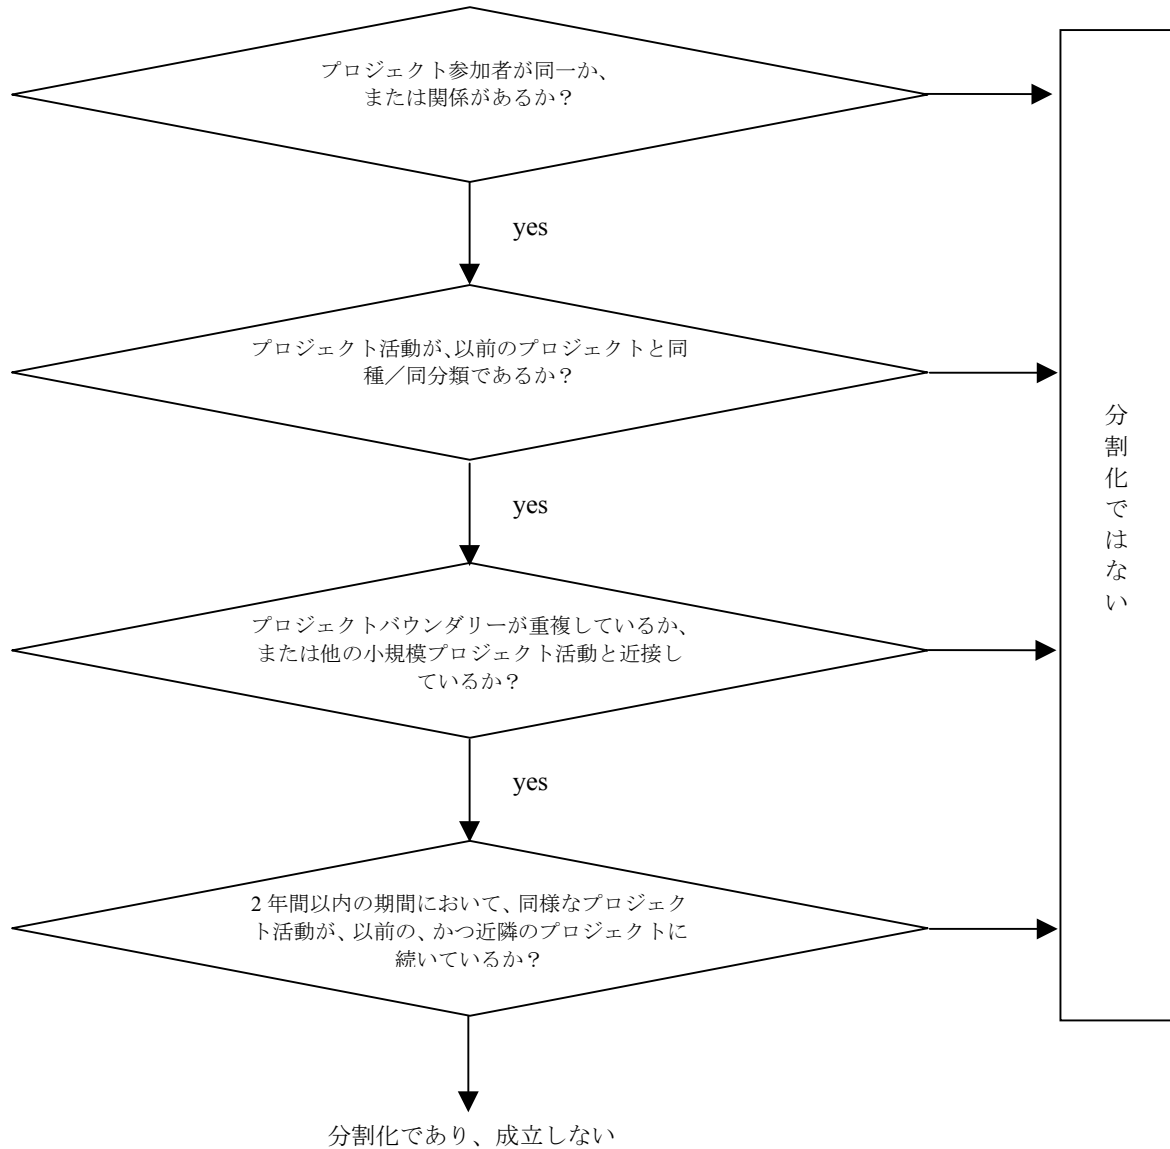 プロジェクト参加者が同一か、
または関係があるか？
yes
プロジェクト活動が、以前のプロジェクトと同
種／同分類であるか？
yes
プロジェクトバウンダリーが重複しているか、
または他の小規模プロジェクト活動と近接し
ているか？
yes
2 年間以内の期間において、同様なプロジェク
ト活動が、以前の、かつ近隣のプロジェクトに
続いているか？
分割化であり、成立しない
分割化ではない